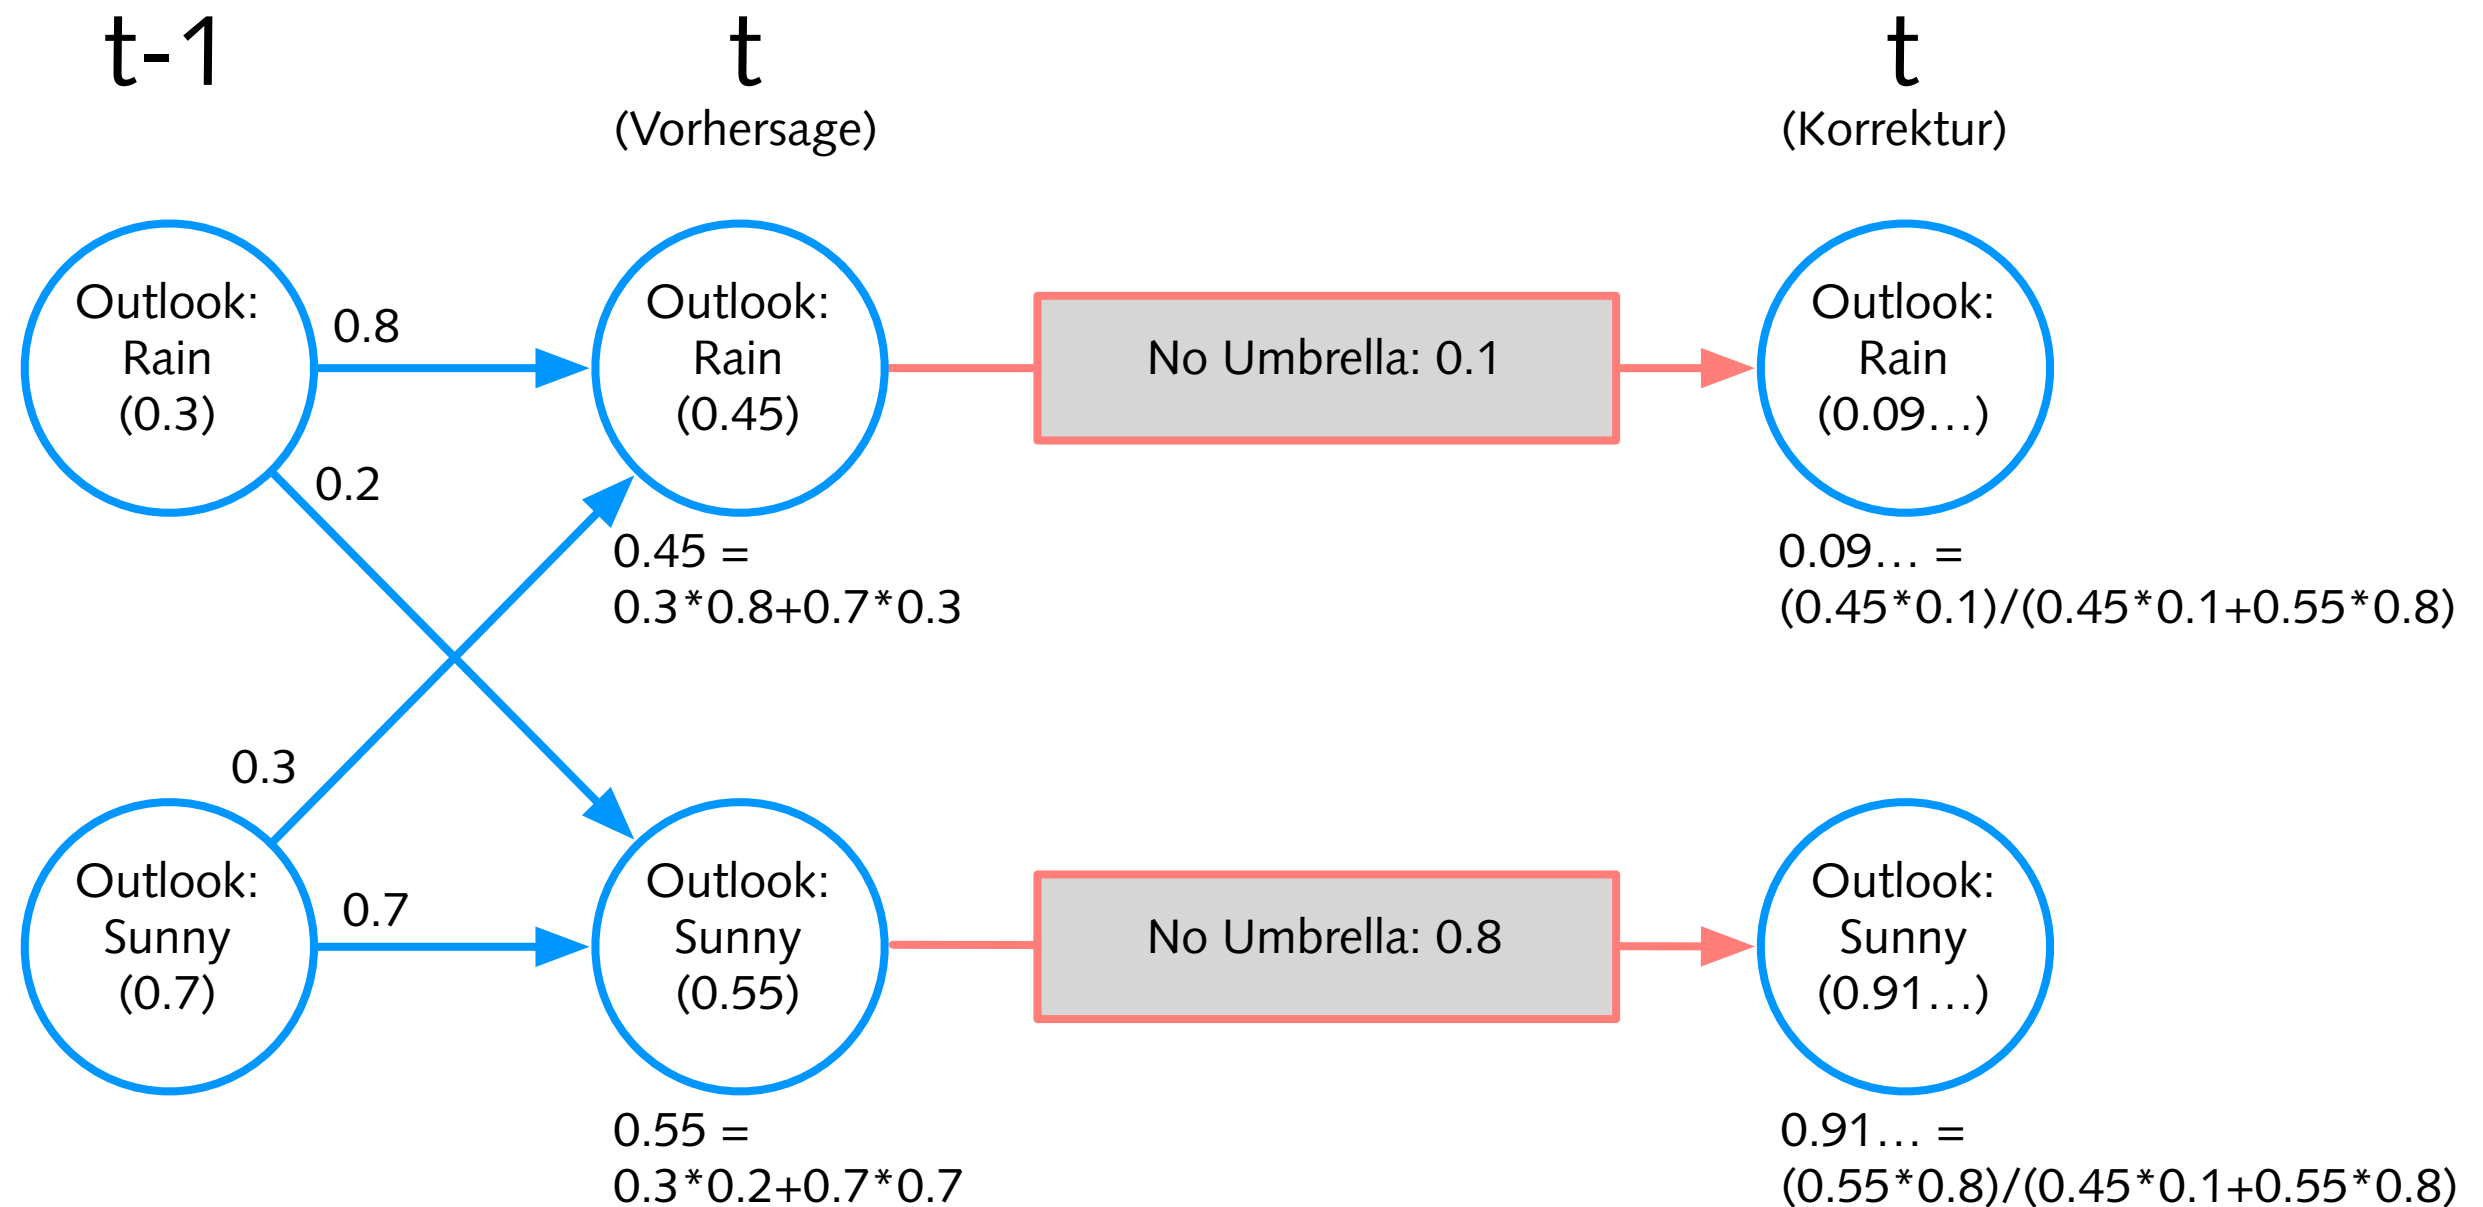 t-1
t
(Vorhersage)
t
(Korrektur)
Outlook:
Rain
(0.3)
0.8
0.2
Outlook:
Rain
(0.45)
0.45 =
0.3*0.8+0.7*0.3
No Umbrella: 0.1
Outlook:
Rain
(0.09…)
0.09… =
(0.45*0.1)/(0.45*0.1+0.55*0.8)
0.3
Outlook:
Sunny
(0.7)
0.7
Outlook:
Sunny
(0.55)
0.55 =
0.3*0.2+0.7*0.7
No Umbrella: 0.8
Outlook:
Sunny
(0.91…)
0.91… =
(0.55*0.8)/(0.45*0.1+0.55*0.8)